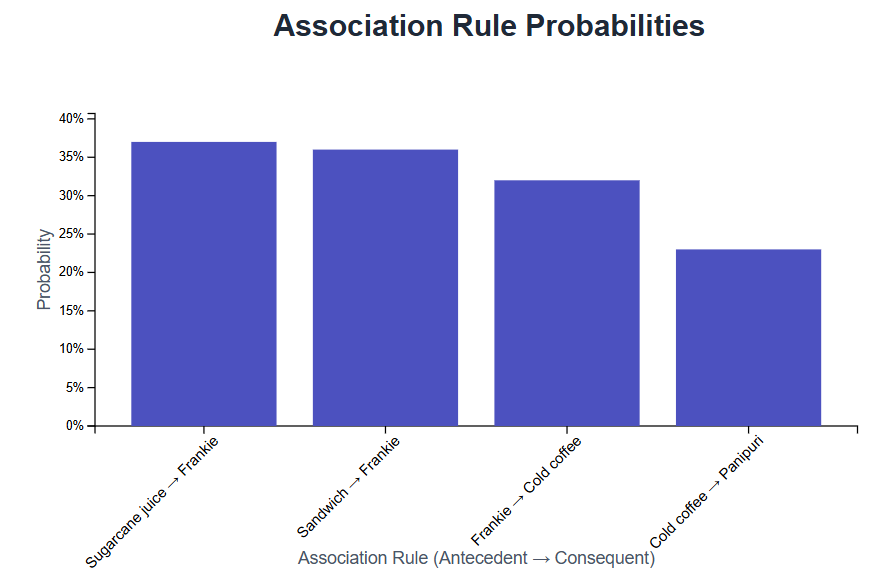 Association Rule Probabilities
Probability
40%
35%
30%
25%
20%
15%
10%
5%
0%
Sugarcane juice → Frankie
Sandwich → Frankie
Frankie → Cold coffee
Cold coffee → Panipuri
Association Rule (Antecedent → Consequent)